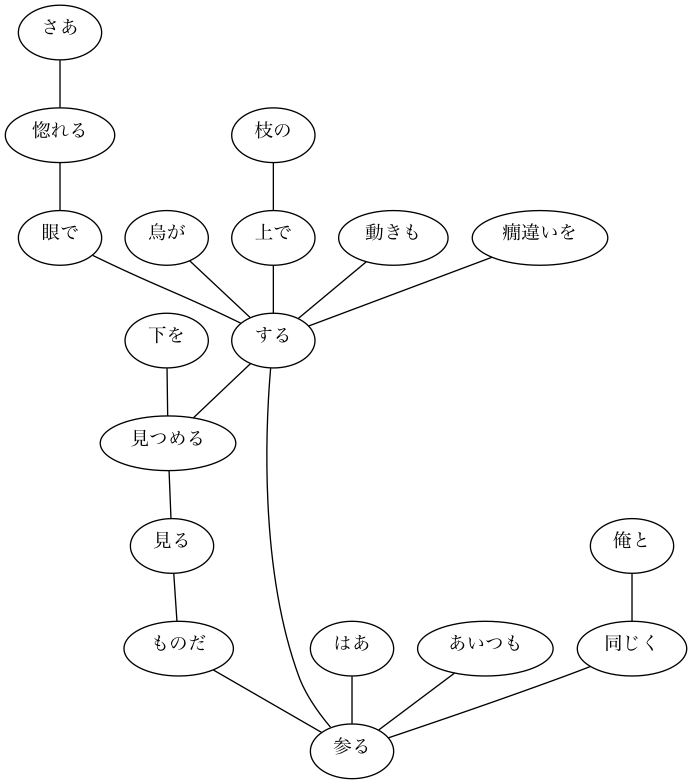 さあ
惚れる
枝の
眼で
烏が
上で
動きも
癇違いを
下を
する
見つめる
見る
俺と
ものだ
はあ
あいつも
同じく
参る